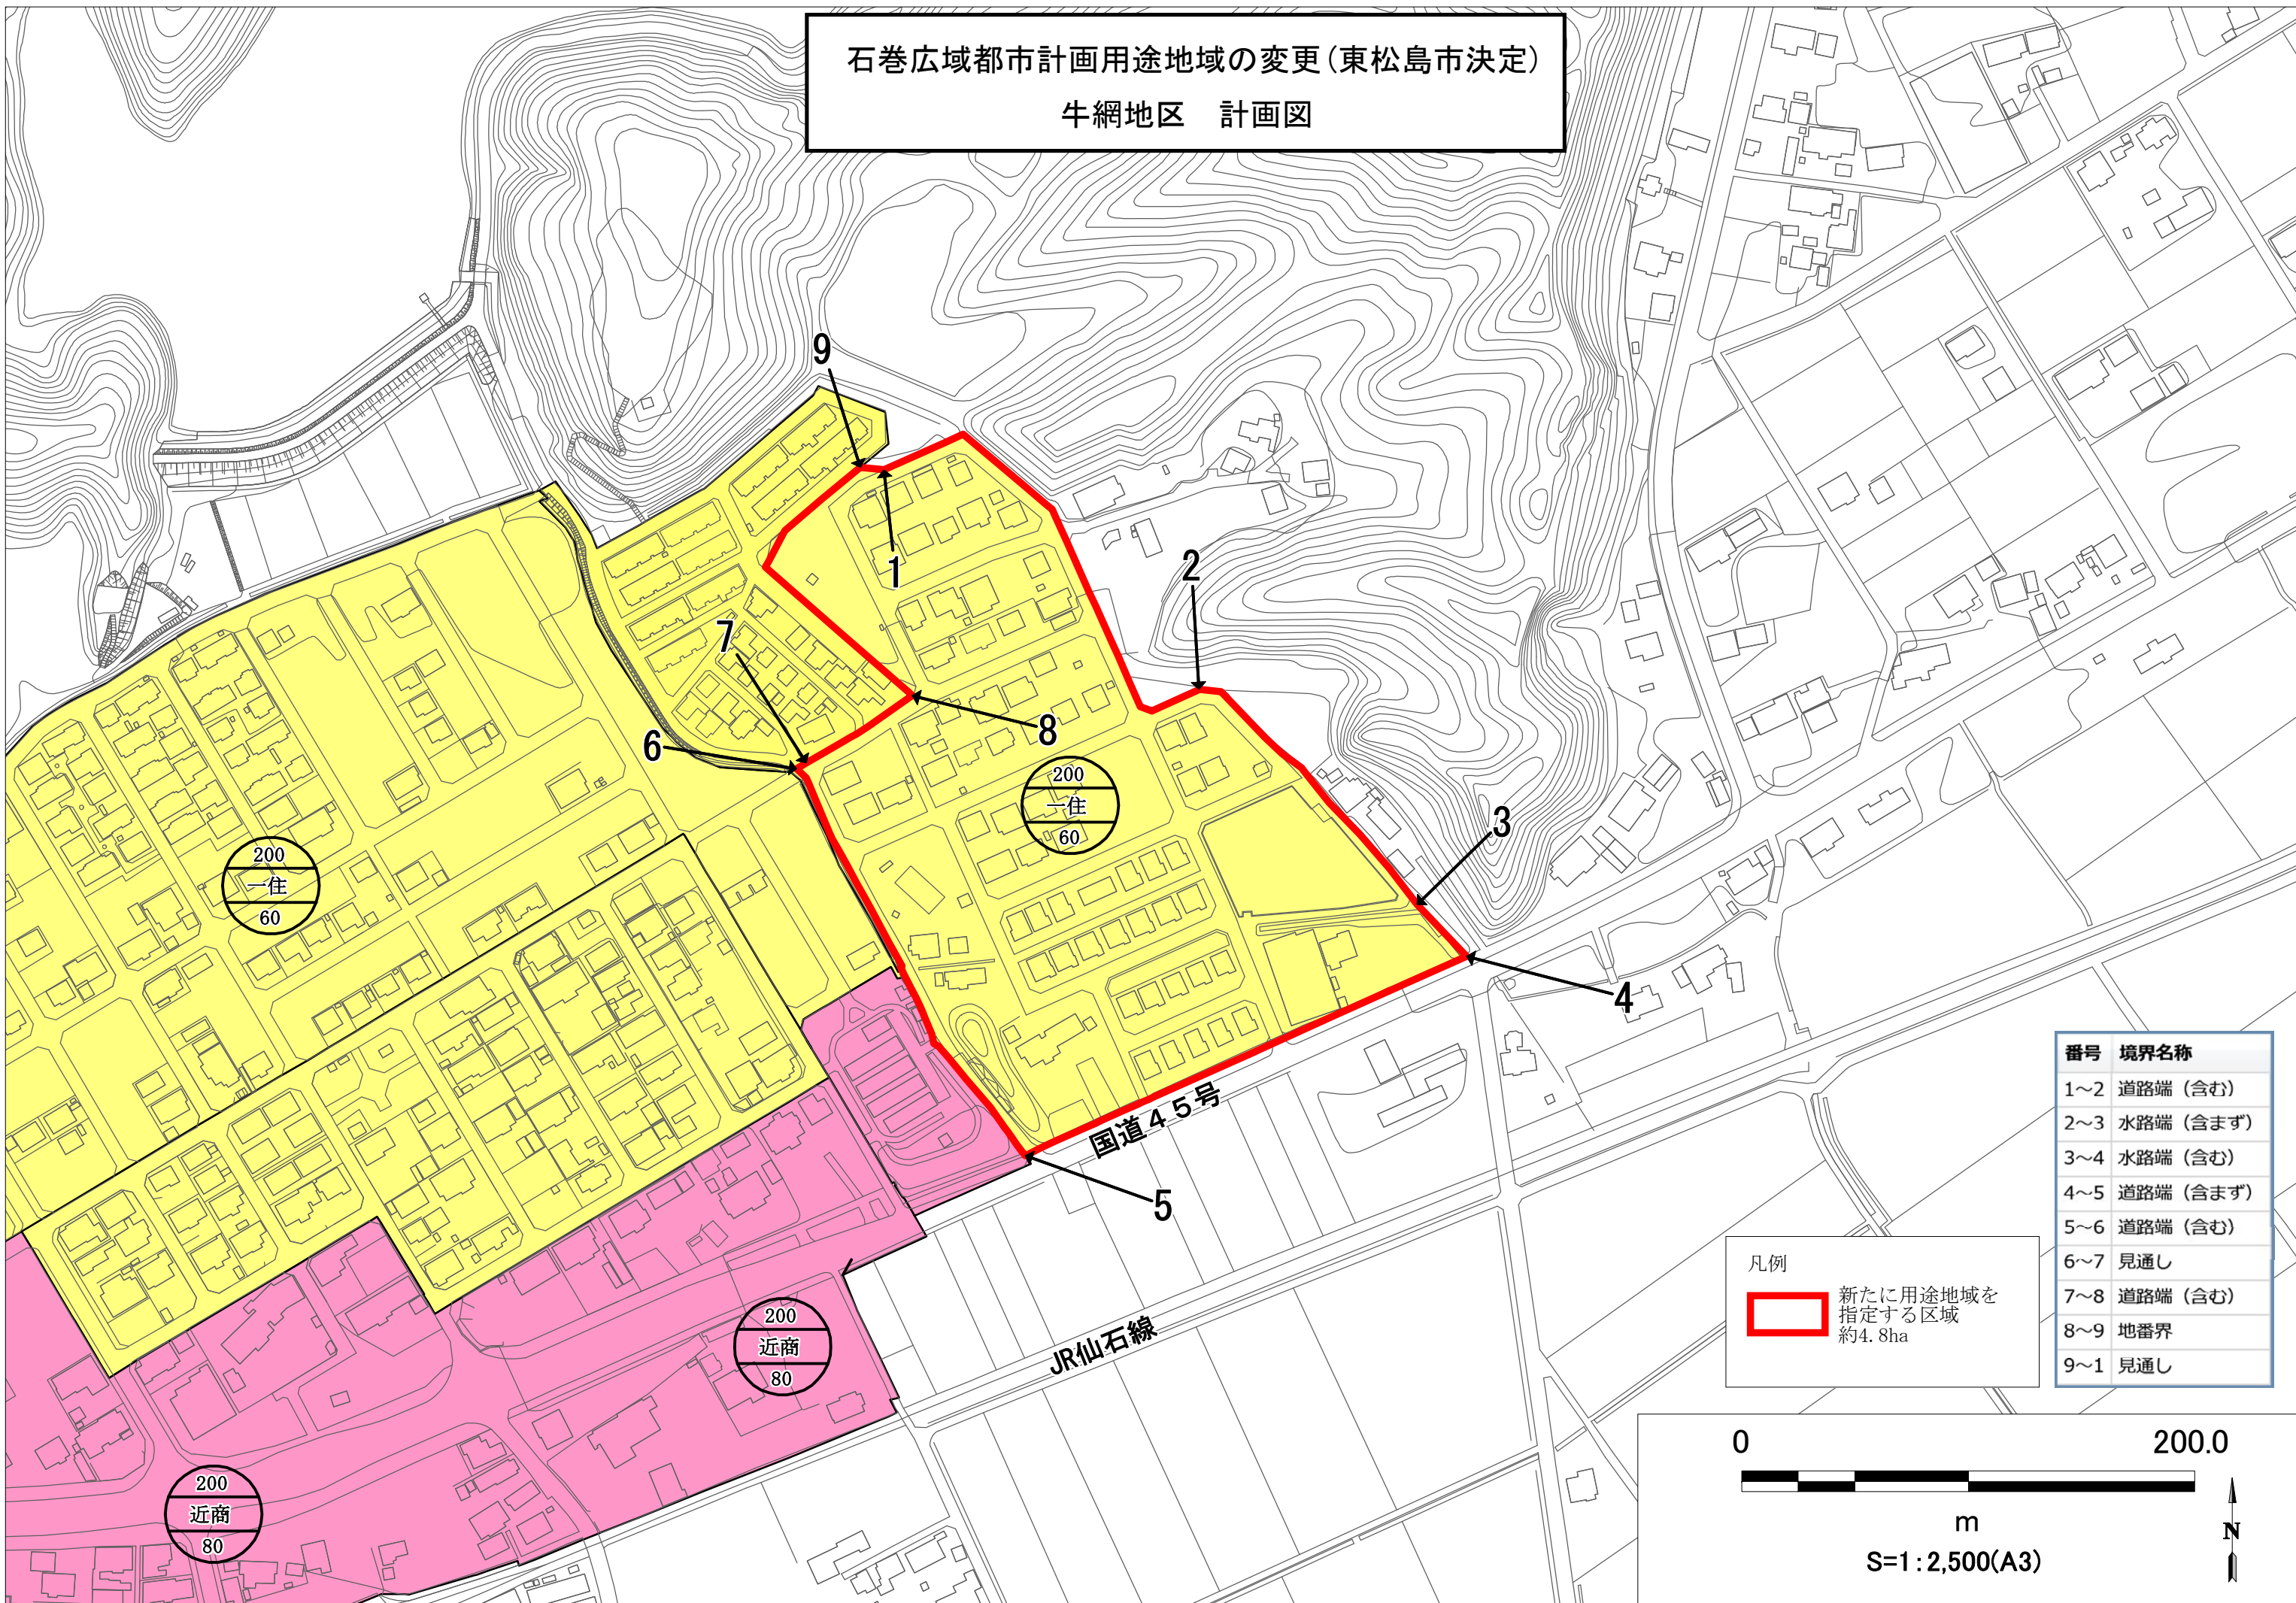 石巻広域都市計画用途地域の変更(東松島市決定)
牛網地区 計画図
9
1
2
7
8
6
3
4
5
200
一住
60
200
一住
60
国道45号
JR仙石線
200
近商
80
200
近商
80
番号 境界名称
1~2 道路端(含む)
2~3 水路端(含まず)
3~4 水路端(含む)
4~5 道路端(含まず)
5~6 道路端(含む)
6~7 見通し
7~8 道路端(含む)
8~9 地番界
9~1 見通し
凡例
新たに用途地域を
指定する区域
約4.8ha
0 200.0
m
S=1:2,500(A3)
N